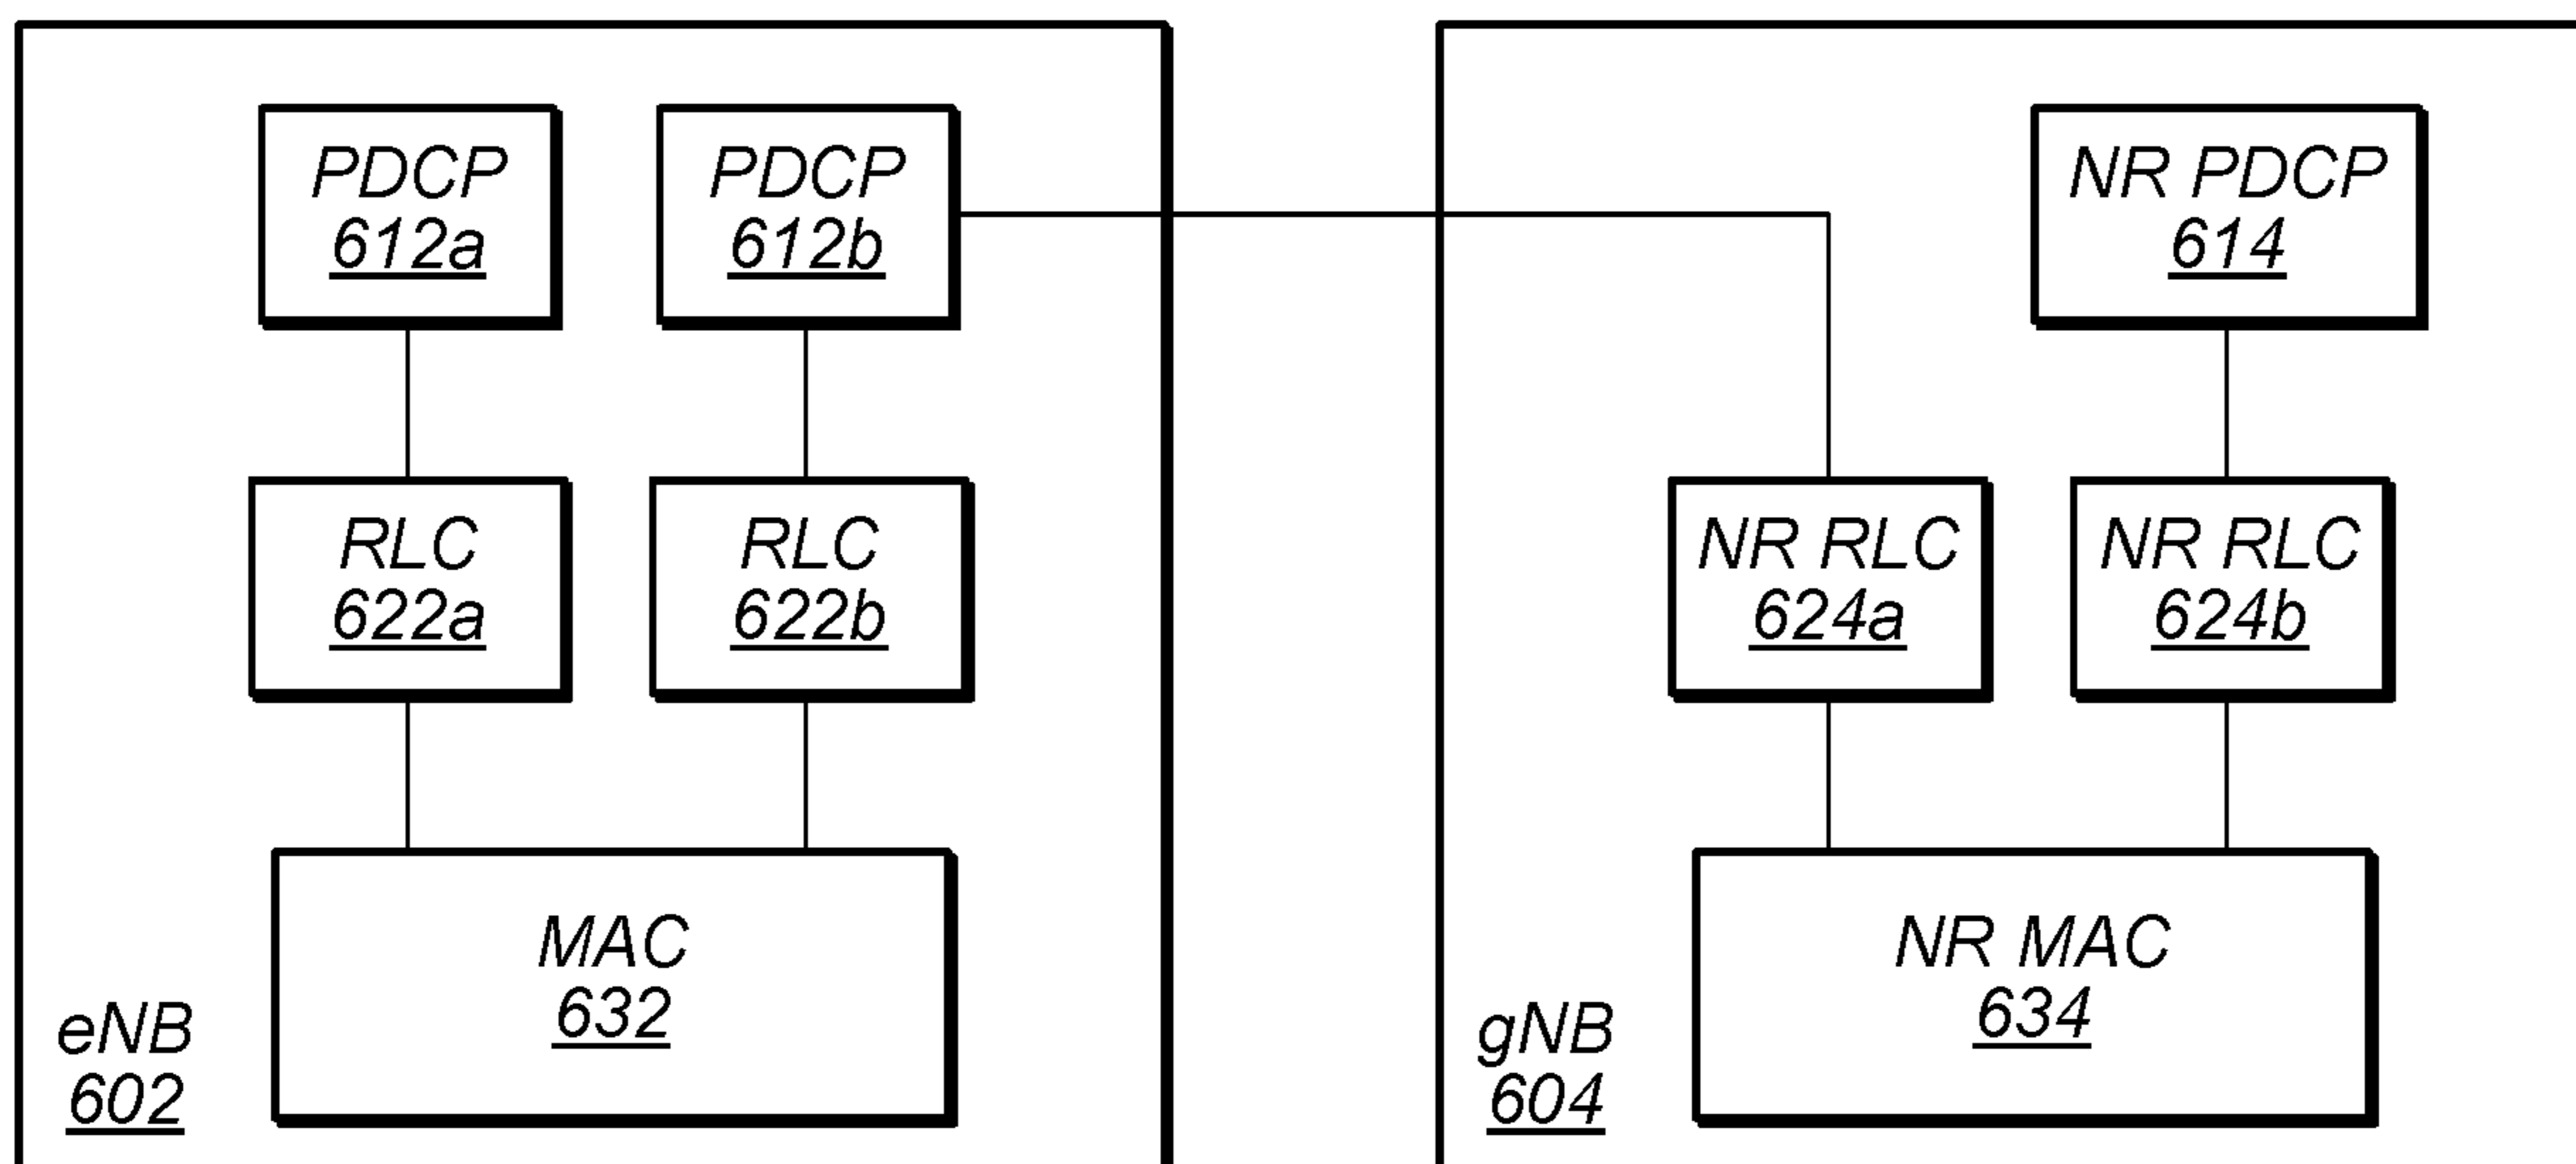 PDCP
612a
PDCP
612b
NR PDCP
614
RLC
622a
RLC
622b
NR RLC
624a
NR RLC
624b
MAC
632
eNB
602
NR MAC
634
gNB
604